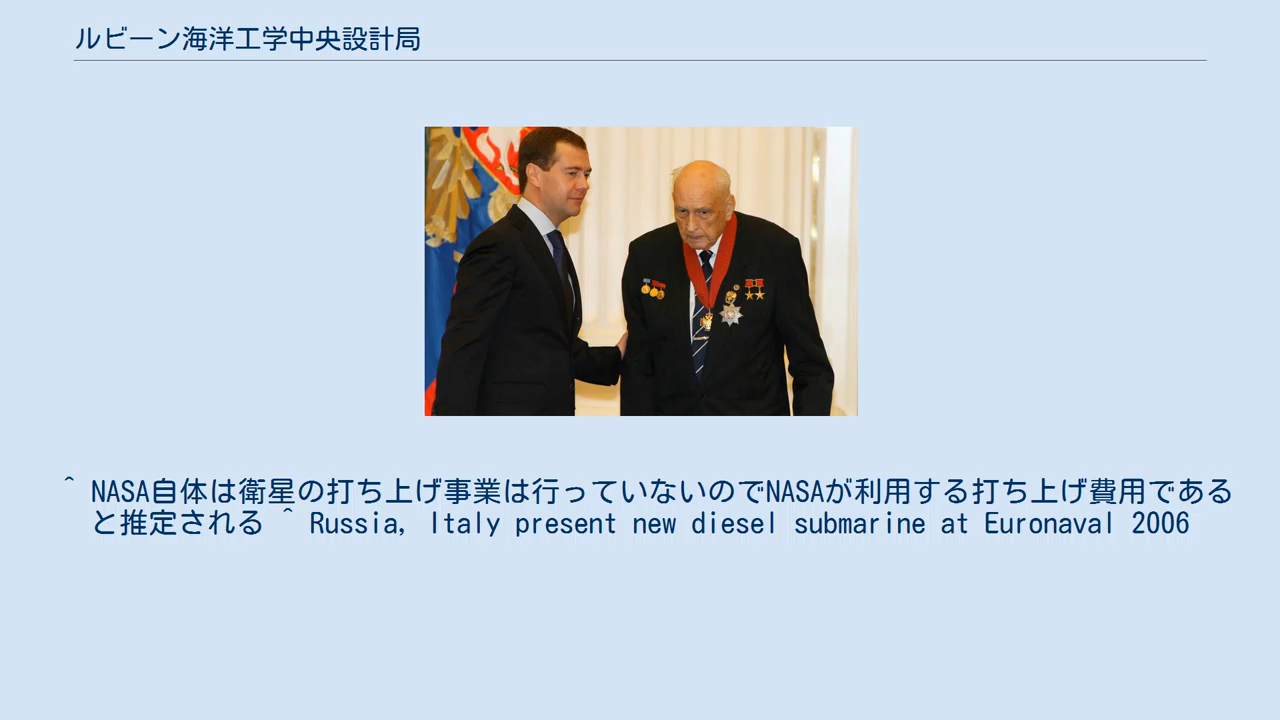 ルビーン海洋工学中央設計局
^ NASA自体は衛星の打ち上げ事業は行っていないのでNASAが利用する打ち上げ費用である
と推定される ^ Russia, Italy present new diesel submarine at Euronaval 2006